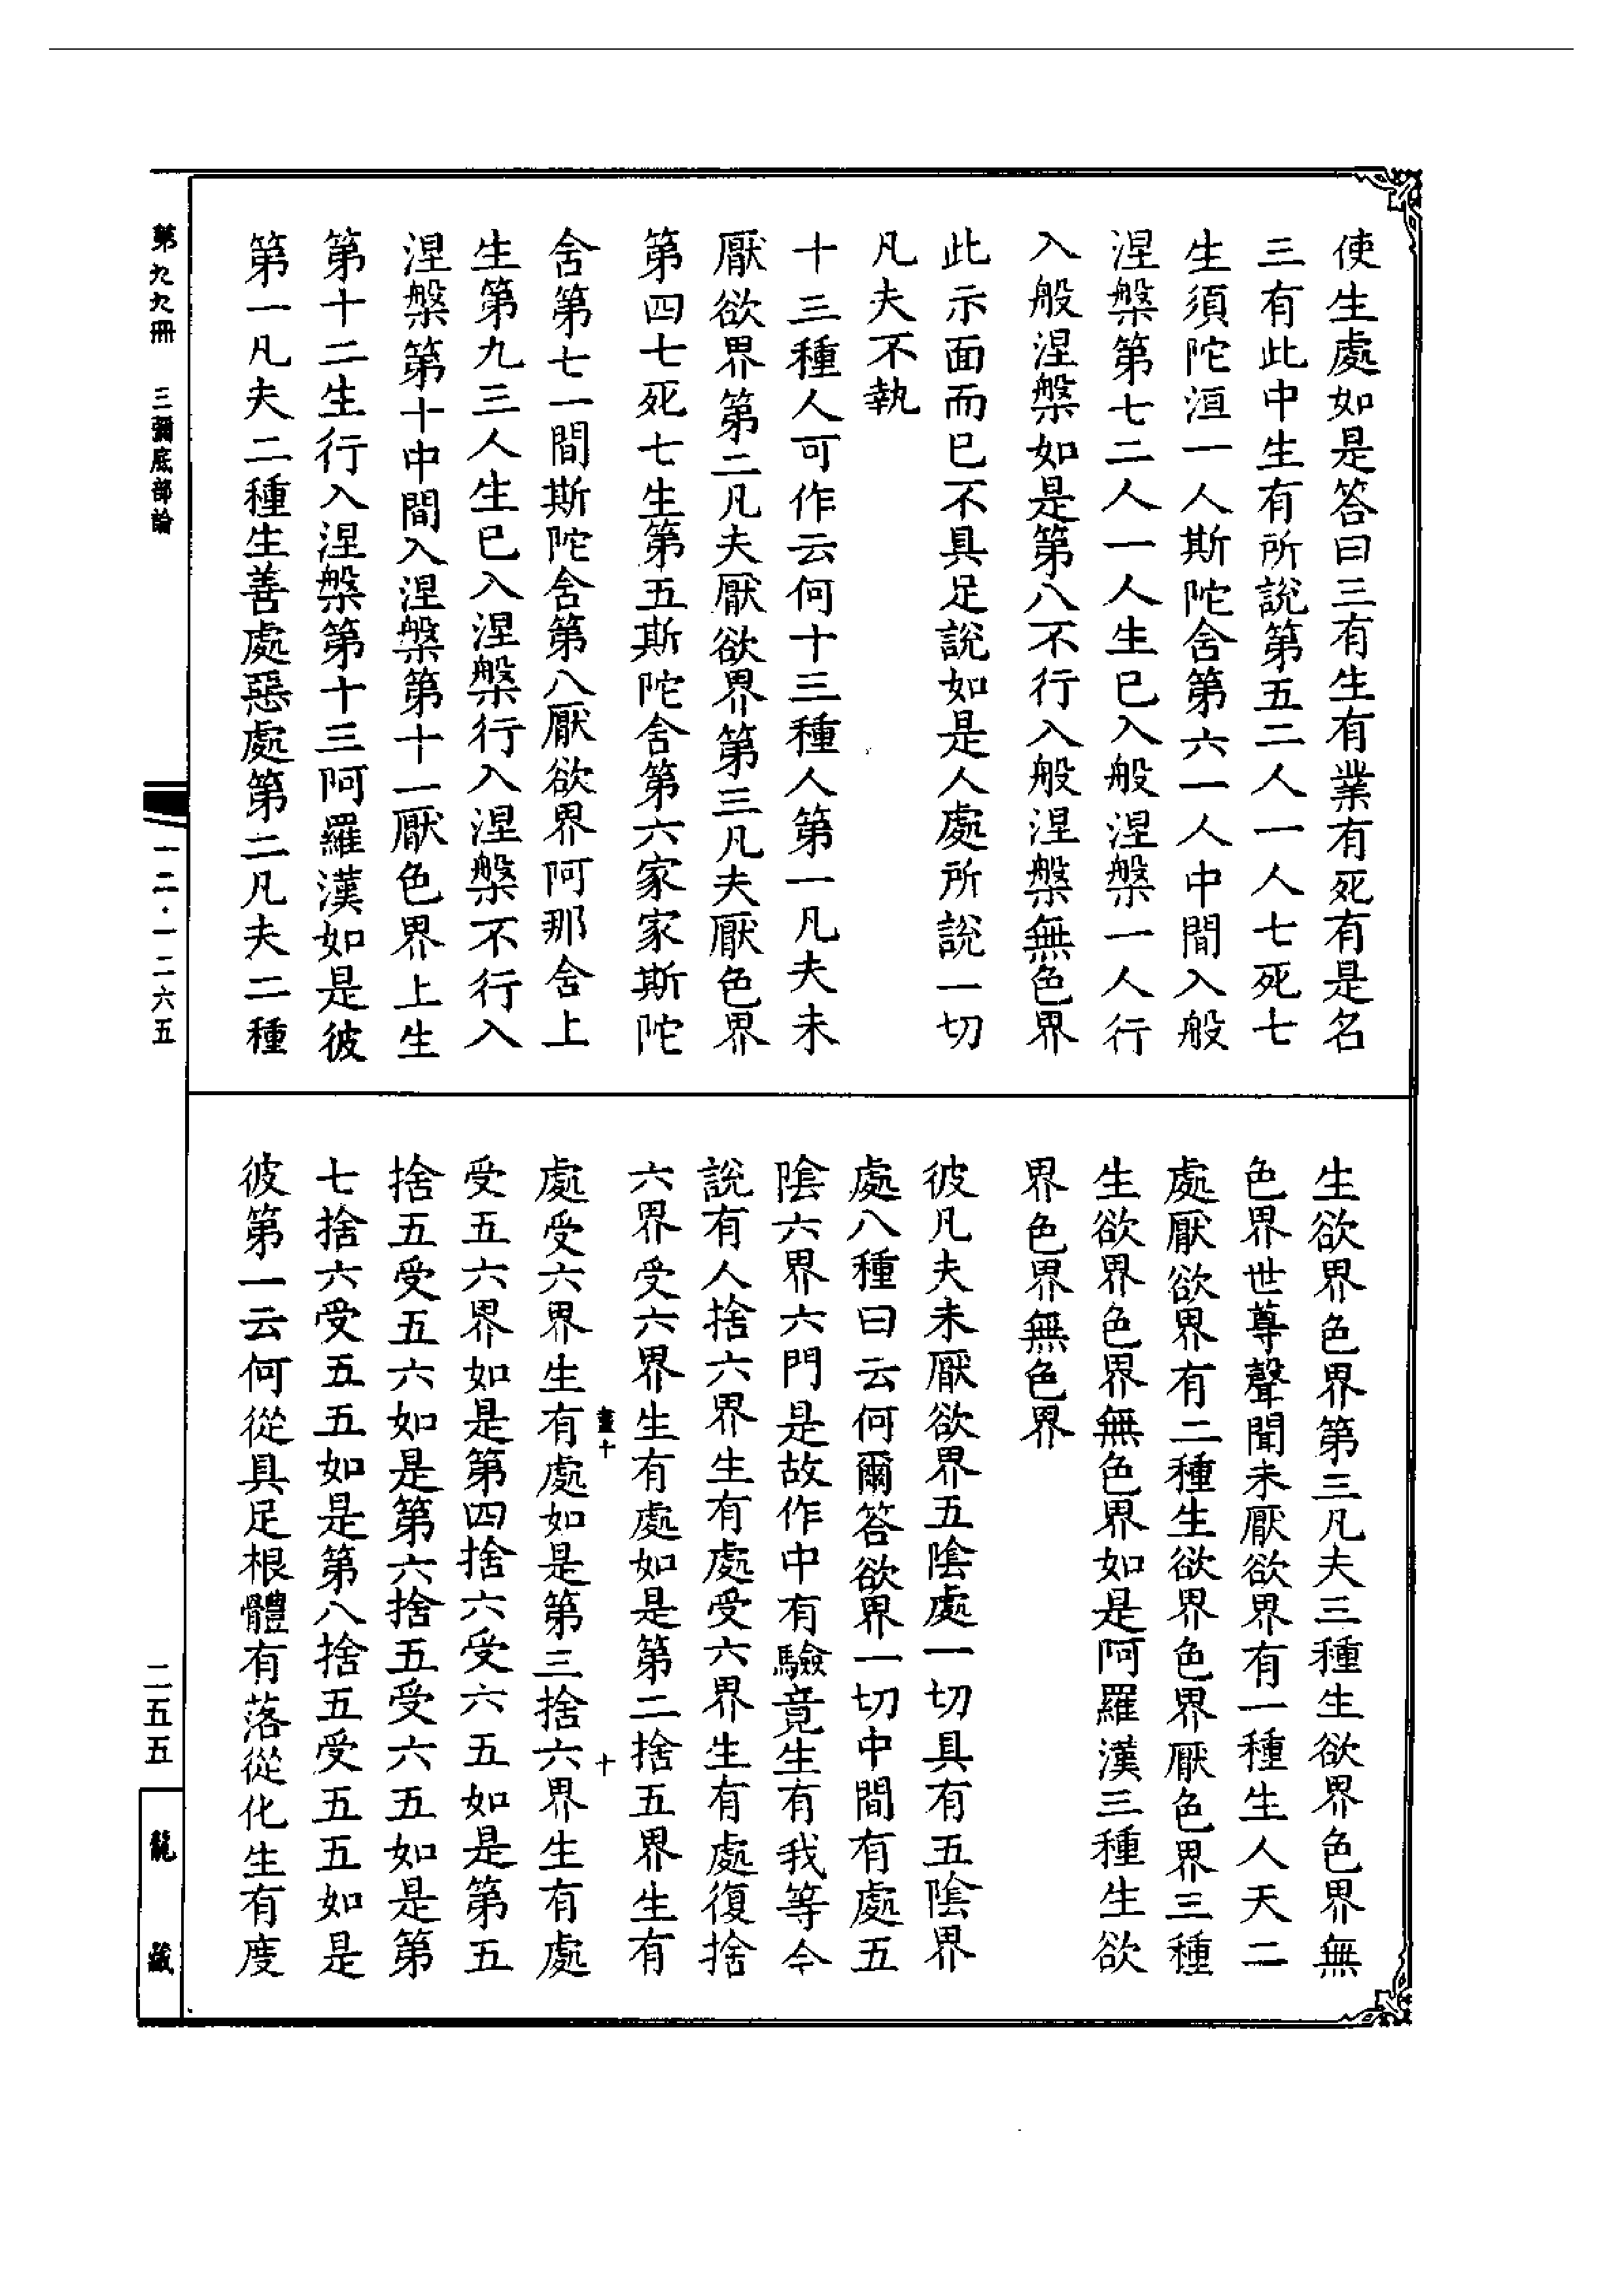 使生處如是答曰三有生有業有死有是名
三有此中生有所說第五二人一人七死七
生須陀洹一人斯陀舍第六一人中間入般
涅槃第七二人一人生已入般涅槃一人行
入般涅槃如是第八不行入般涅槃無色界
此示面而已不具足說如是人處所說一切
凡夫不執
十三種人可作云何十三種人第一凡夫未
厭欲界第二凡夫厭欲界第三凡夫厭色界
第四七死七生第五斯陀舍第六家家斯陀
舍第七一間斯陀舍第八厭欲界阿那舍上
生第九三人生已入涅槃行入涅槃不行入
涅槃第十中間入涅槃第十一厭色界上生
第十二生行入涅槃第十三阿羅漢如是彼
第一凡夫二種生善處惡處第二凡夫二種
生欲界色界第三凡夫三種生欲界色界無
色界世尊聲聞未厭欲界有一種生人天二
處厭欲界有二種生欲界色界厭色界三種
生欲界色界無色界如是阿羅漢三種生欲
界色界無色界
彼凡夫未厭欲界五陰處一切具有五陰界
處八種曰云何爾答欲界一切中間有處五
陰六界六門是故作中有驗竟生有我等今
說有人捨六界生有處受六界生有處復捨
六界受六界生有處如是第二捨五界生有
處受六界生有處如是第三捨六界生有處
受五六界如是第四捨六受六五如是第五
捨五受五六如是第六捨五受六五如是第
七捨六受五五如是第八捨五受五五如是
彼第一云何從具足根體有落從化生有度
畫十
十
第九九冊
三彌底部論
一二·一二六五
二五五
龍藏